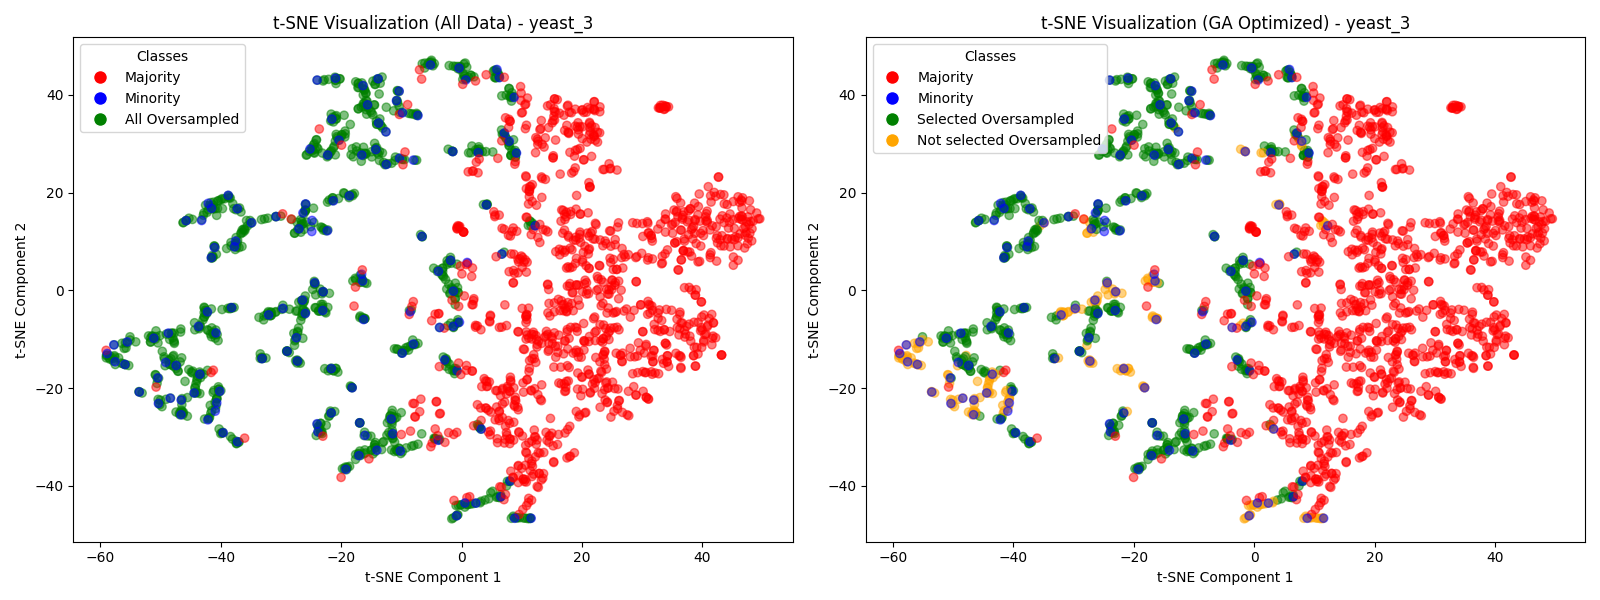 t-SNE Visualization (All Data) - yeast_3
Classes
Majority
Minority
All Oversampled
t-SNE Component 2
40
20
0
−20
−40
−60
−40
−20
0
20
40
t-SNE Component 1
t-SNE Visualization (GA Optimized) - yeast_3
Classes
Majority
Minority
Selected Oversampled
Not selected Oversampled
t-SNE Component 2
40
20
0
−20
−40
−60
−40
−20
0
20
40
t-SNE Component 1